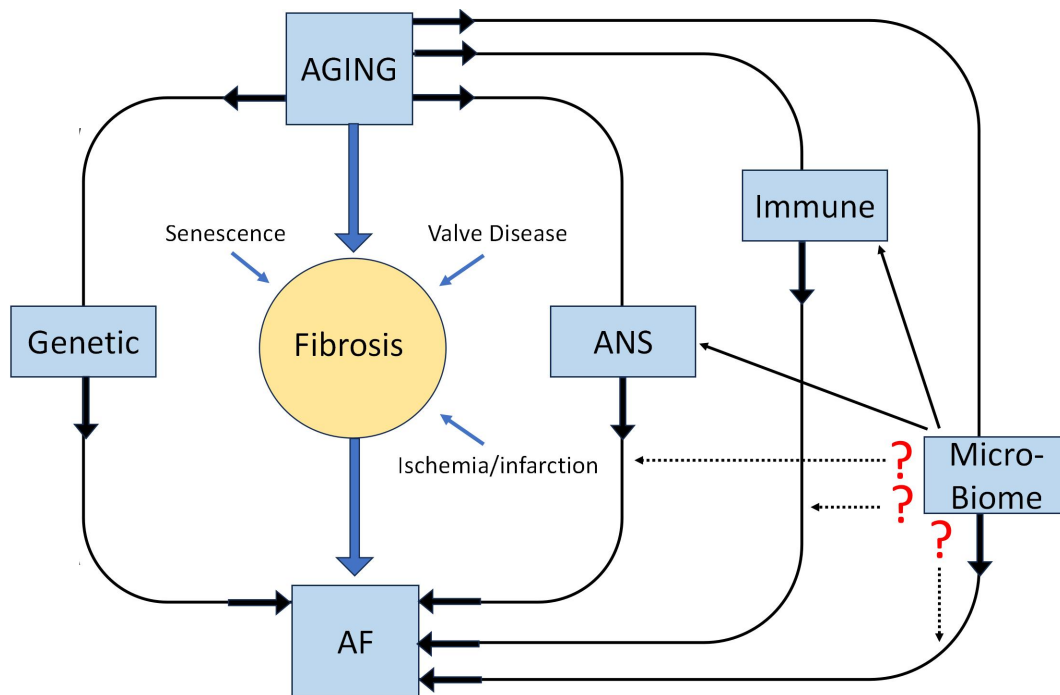 AGING
Immune
Senescence
Valve Disease
Genetic
Fibrosis
ANS
Ischemia/infarction
?
?
?
Micro-
Biome
AF